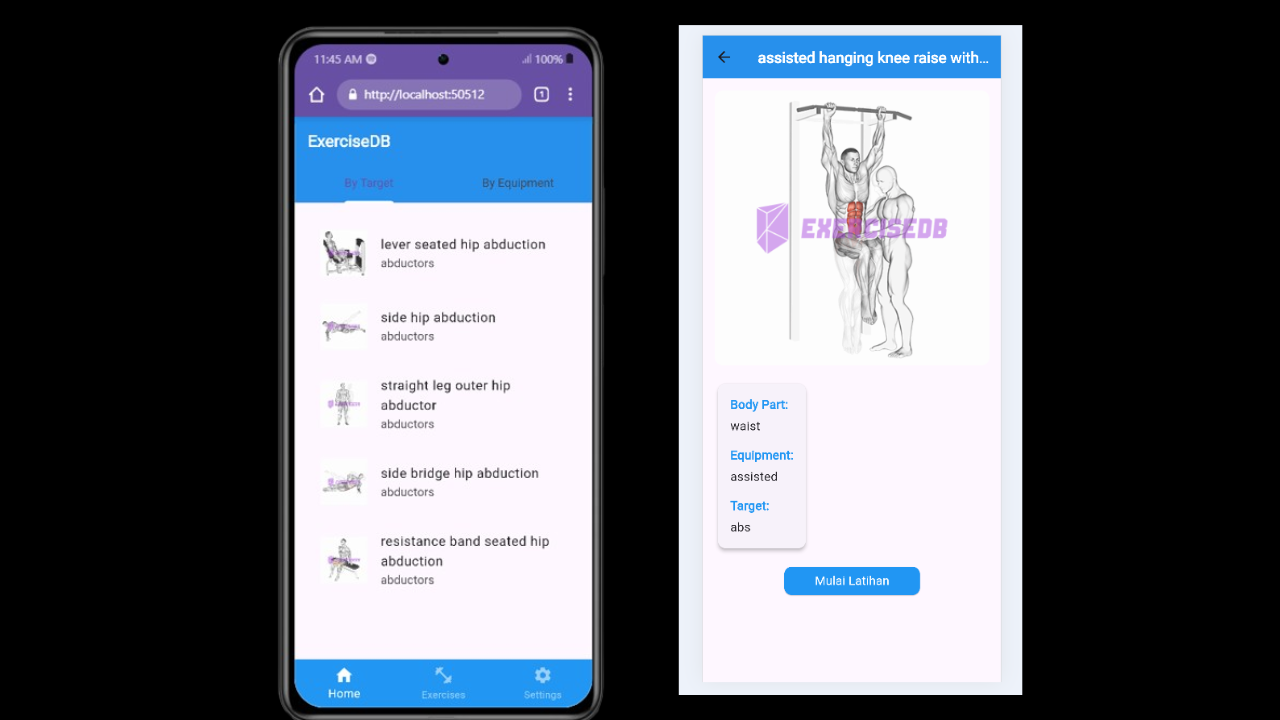 11:45 AM
100%
http://localhost:50512
1
ExerciseDB
By Target
By Equipment
lever seated hip abduction
abductors
side hip abduction
abductors
straight leg outer hip
abductor
abductors
side bridge hip abduction
abductors
resistance band seated hip
abduction
abductors
Home
Exercises
Settings
assisted hanging knee raise with...
EXERCISEDB
Body Part:
waist
Equipment:
assisted
Target:
abs
Mulai Latihan